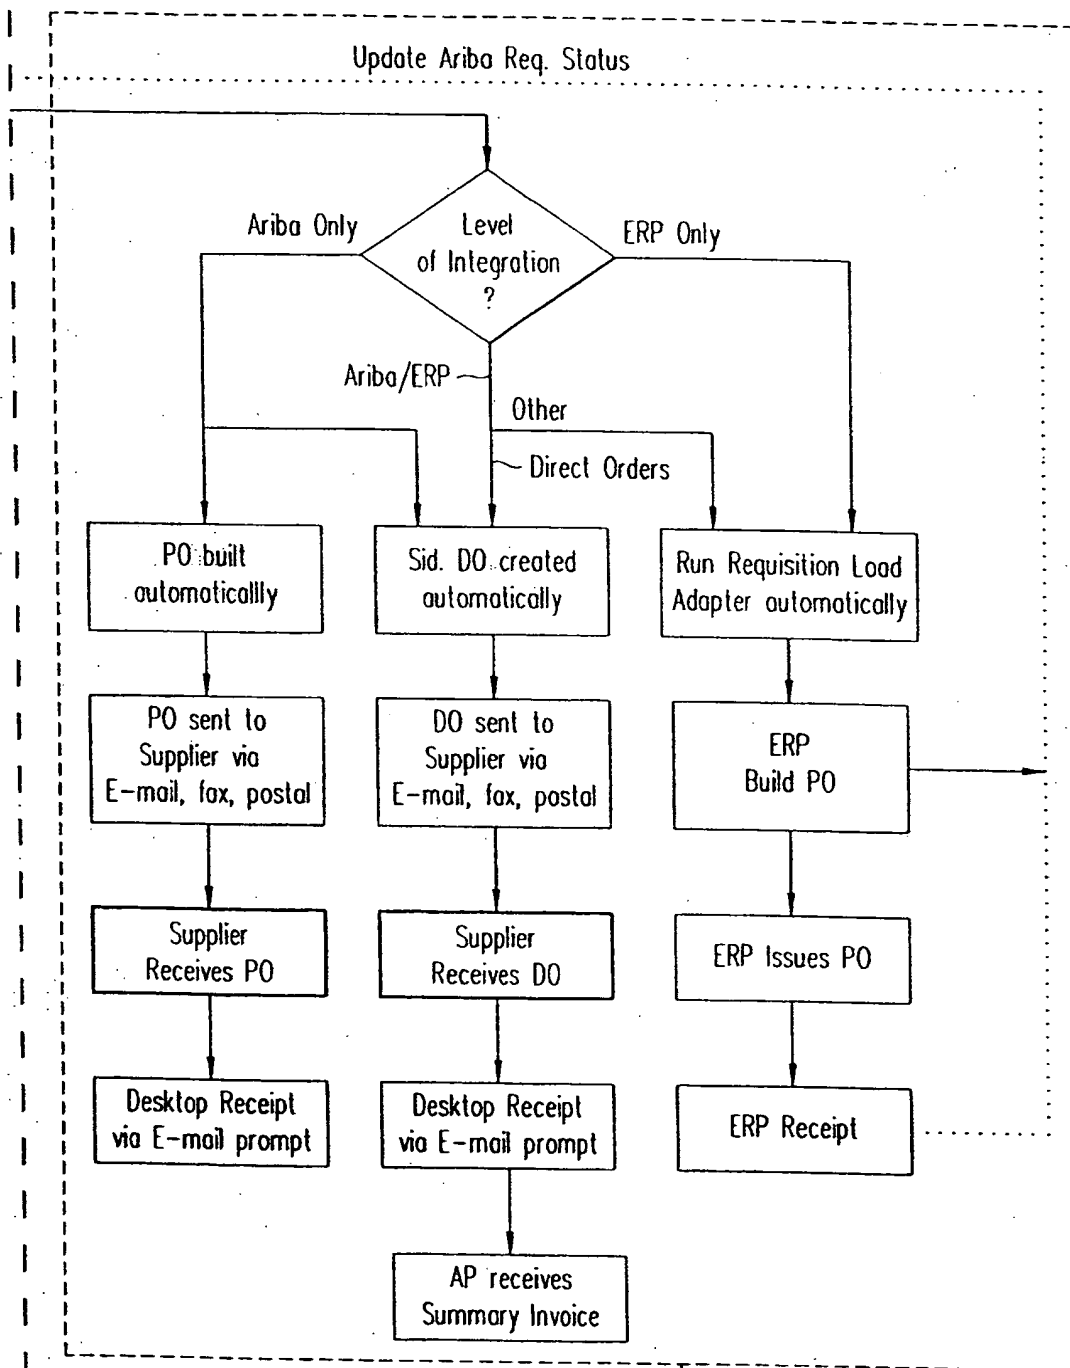 Update Ariba Req. Status
Ariba Only
Level
of Integration
?
ERP Only
Ariba/ERP
Other
Direct Orders
PO built
automaticallly
Sid. DO created
automatically
Run Requisition Load
Adapter automatically
PO sent to
Supplier via
E-mail, fax, postal
DO sent to
Supplier via
E-mail, fax, postal
ERP
Build PO
Supplier
Receives PO
Supplier
Receives DO
ERP Issues PO
Desktop Receipt
via E-mail prompt
Desktop Receipt
via E-mail prompt
ERP Receipt
AP receives
Summary Invoice